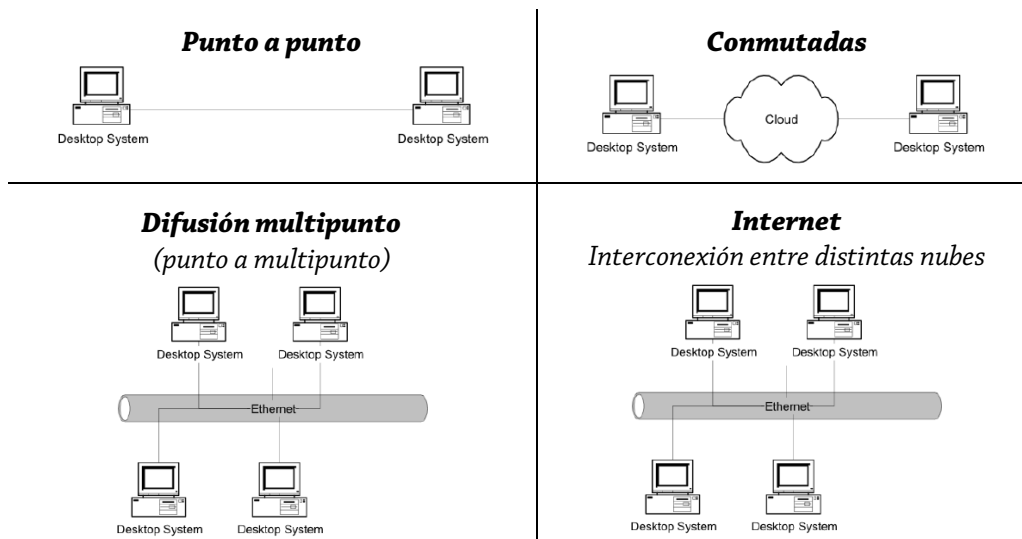 Punto a punto
Desktop System
Desktop System
Conmutadas
Desktop System
Cloud
Desktop System
Difusión multipunto
(punto a multipunto)
Desktop System
Desktop System
Ethernet
Desktop System
Desktop System
Internet
Interconexión entre distintas nubes
Desktop System
Desktop System
Ethernet
Desktop System
Desktop System